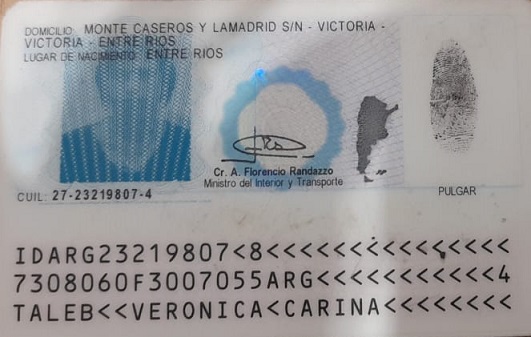 DOMICILIO MONTE CASEROS Y LAMADRID S/N - VICTORIA -
VICTORIA - ENTRE RIOS
LUGAR DE NACIMIENTO ENTRE RIOS
Cr. A. Florencio Randazzo
Ministro del Interior y Transporte
PULGAR
CUIL: 27-23219807-4
IDARG23219807<8<<<<<<<<<<<<<<<
7308060F3007055ARG<<<<<<<<<<<4
TALEB<<VERONICA<CARINA<<<<<<<<